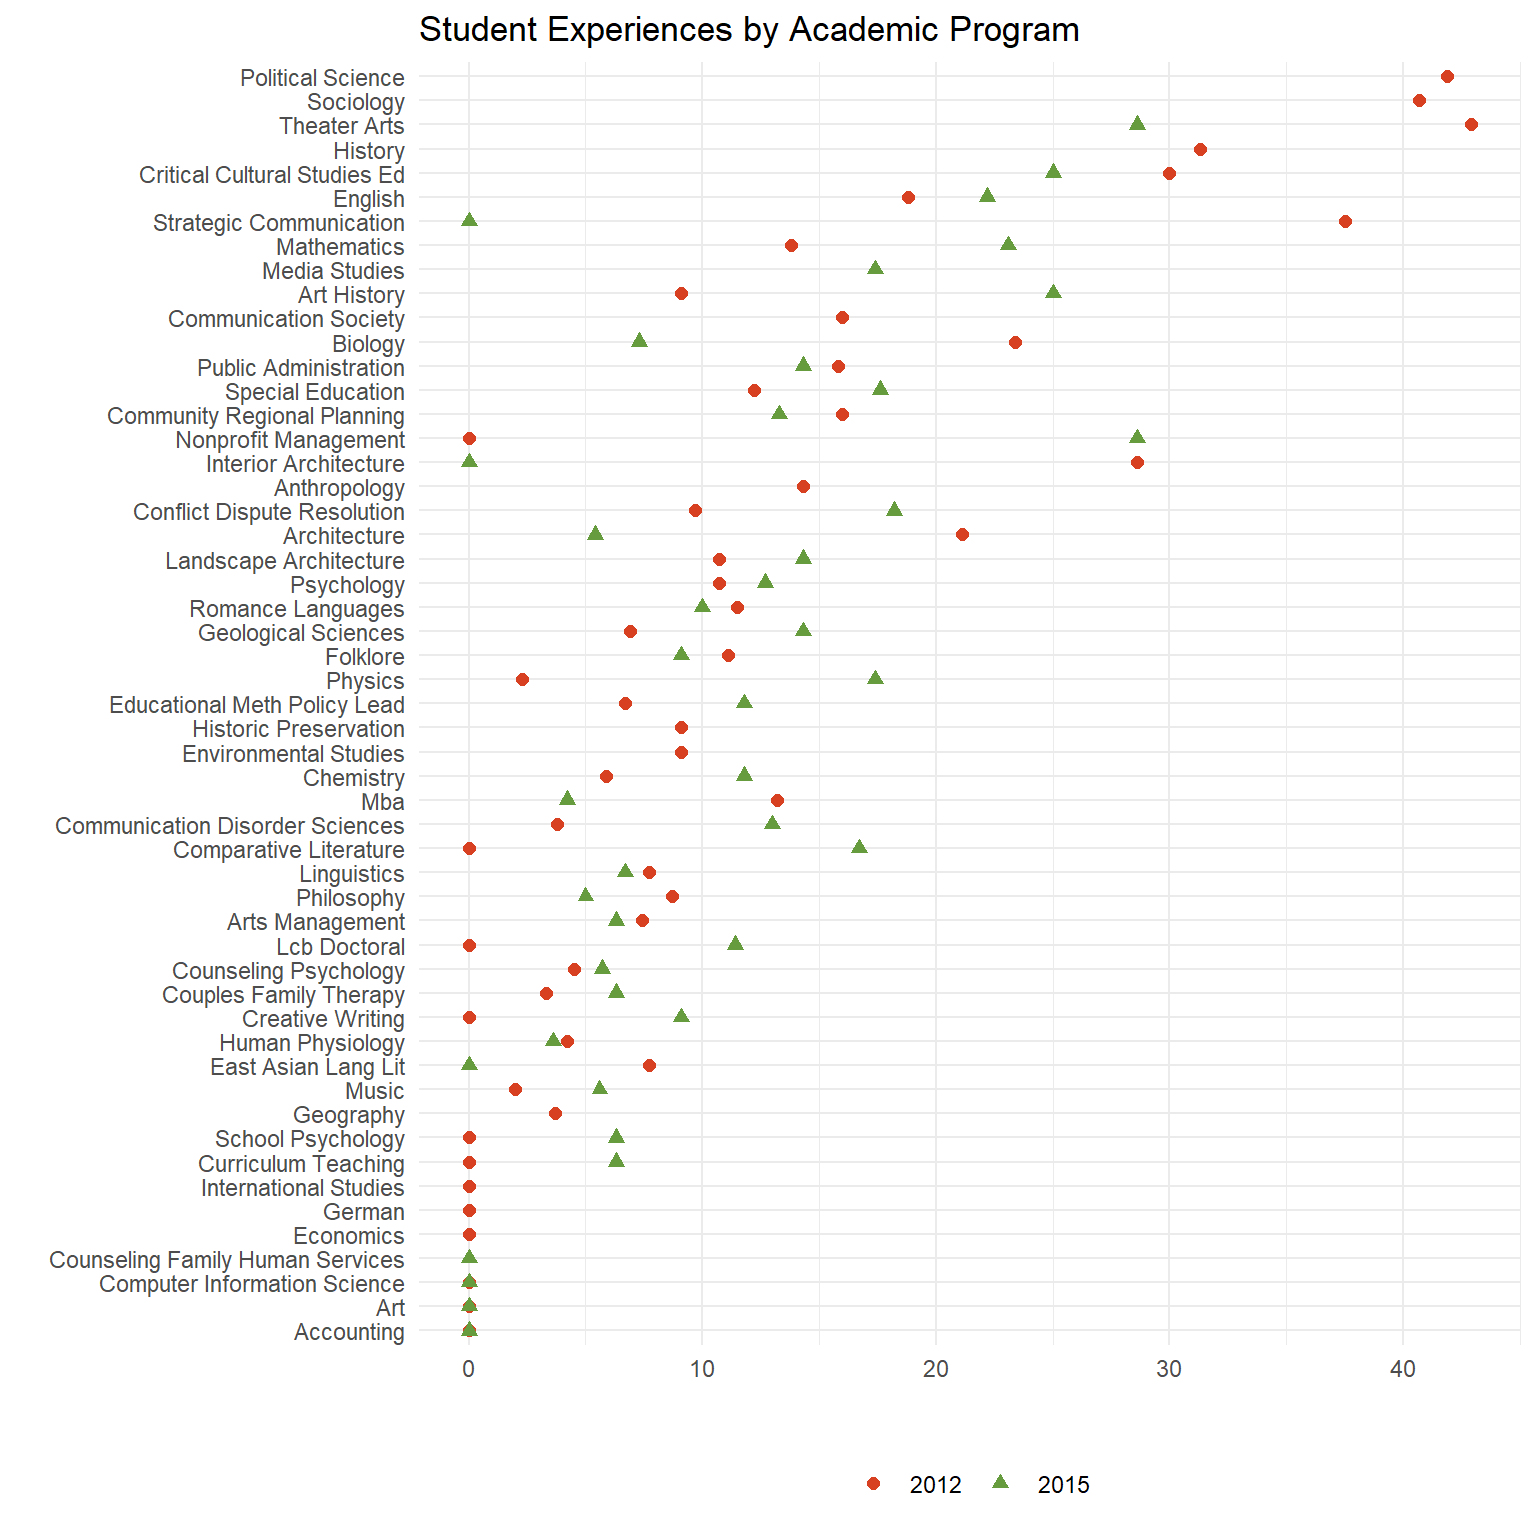 Student Experiences by Academic Program
Political Science
Sociology
Theater Arts
History
Critical Cultural Studies Ed
English
Strategic Communication
Mathematics
Media Studies
Art History
Communication Society
Biology
Public Administration
Special Education
Community Regional Planning
Nonprofit Management
Interior Architecture
Anthropology
Conflict Dispute Resolution
Architecture
Landscape Architecture
Psychology
Romance Languages
Geological Sciences
Folklore
Physics
Educational Meth Policy Lead
Historic Preservation
Environmental Studies
Chemistry
Mba
Communication Disorder Sciences
Comparative Literature
Linguistics
Philosophy
Arts Management
Lcb Doctoral
Counseling Psychology
Couples Family Therapy
Creative Writing
Human Physiology
East Asian Lang Lit
Music
Geography
School Psychology
Curriculum Teaching
International Studies
German
Economics
Counseling Family Human Services
Computer Information Science
Art
Accounting
0 10 20 30 40
2012 2015